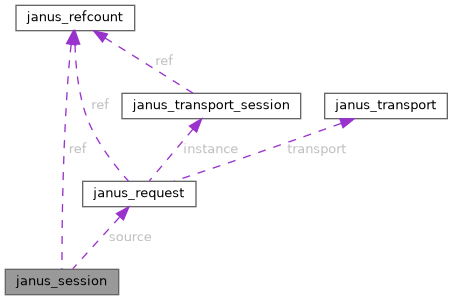 janus_refcount
ref
janus_transport_session
janus_transport
ref
ref
instance
transport
janus_request
source
janus_session